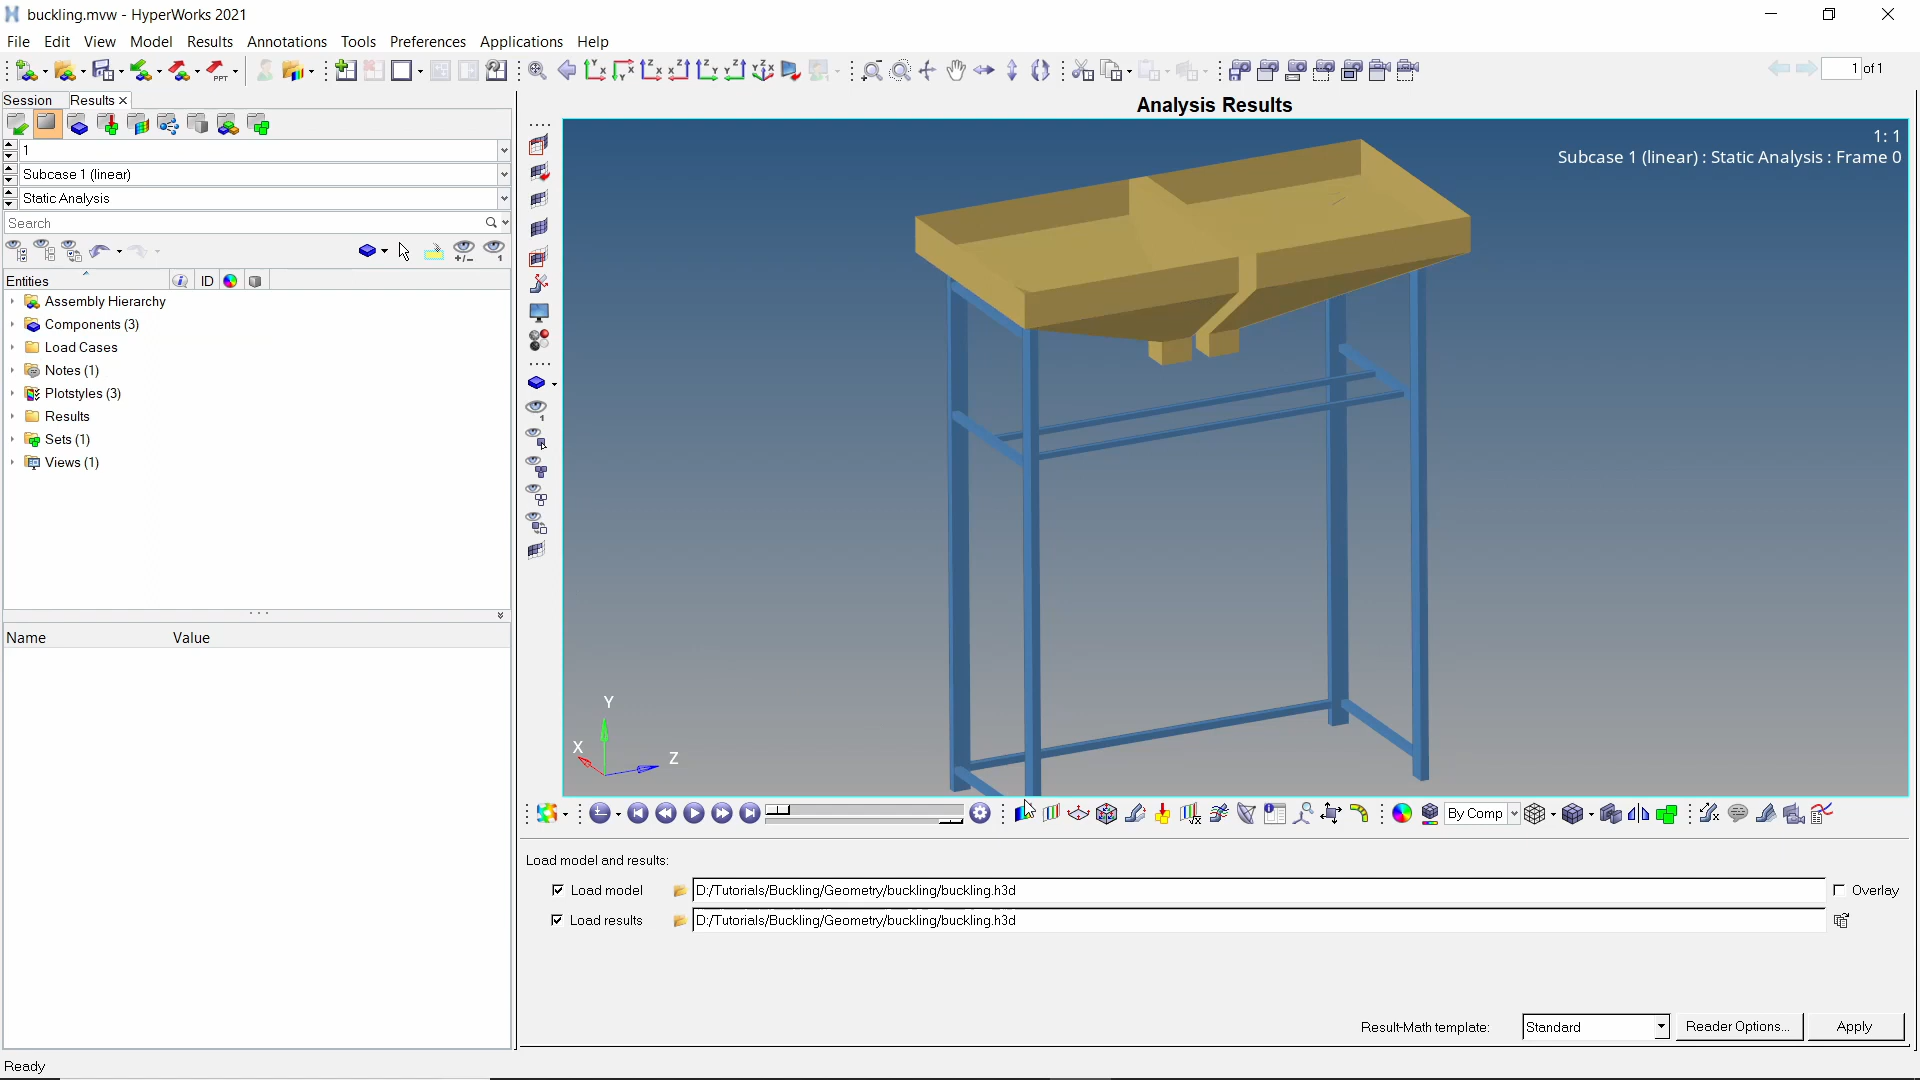 buckling.mvw - HyperWorks 2021
File Edit View Model Results Annotations Tools Preferences Applications Help
PPT
1 of 1
Session Results
Analysis Results
1
1: 1
Subcase 1 (linear) : Static Analysis : Frame 0
Subcase 1 (linear)
Static Analysis
Search
Entities ID
Assembly Hierarchy
Components (3)
Load Cases
Notes (1)
Plotstyles (3)
Results
Sets (1)
Views (1)
Name Value
Y
X
Z
By Comp
Load model and results:
Load model D:/Tutorials/Buckling/Geometry/buckling/buckling.h3d Overlay
Load results D:/Tutorials/Buckling/Geometry/buckling/buckling.h3d
Result-Math template: Standard Reader Options... Apply
Ready